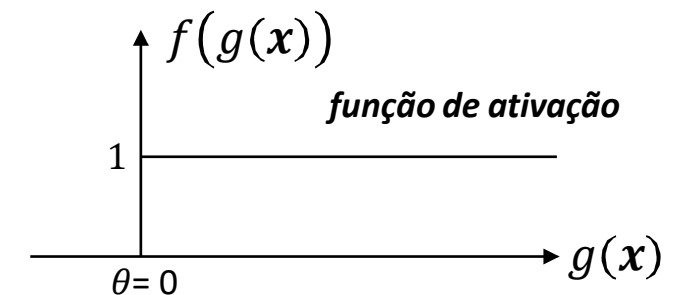 f(g(x))
função de ativação
1
g(x)
θ= 0